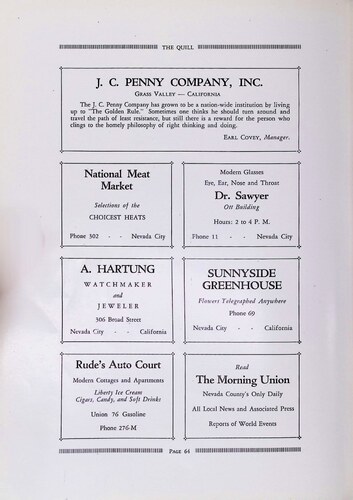 THE QUILL
J. C. PENNY COMPANY, INC.
GRASS VALLEY — CALIFORNIA
The J. C. Penny Company has grown to be a nation-wide institution by living
up to "The Golden Rule." Sometimes one thinks he should turn around and
travel the path of least resistance, but still there is a reward for the person who
clings to the homely philosophy of right thinking and doing.
EARL COVEY, Manager.
National Meat
Market
Selections of the
CHOICEST HEATS
Phone 302 - - Nevada City
Modern Glasses
Eye, Ear, Nose and Throat
Dr. Sawyer
Ott Building
Hours: 2 to 4 P. M.
Phone 11 - - Nevada City
A. HARTUNG
WATCHMAKER
and
JEWELER
306 Broad Street
Nevada City - - California
SUNNYSIDE
GREENHOUSE
Flowers Telegraphed Anywhere
Phone 69
Nevada City - - California
Rude's Auto Court
Modern Cottages and Apartments
Liberty Ice Cream
Cigars, Candy, and Soft Drinks
Union 76 Gasoline
Phone 276-M
Read
The Morning Union
Nevada County's Only Daily
All Local News and Associated Press
Reports of World Events
PAGE 64